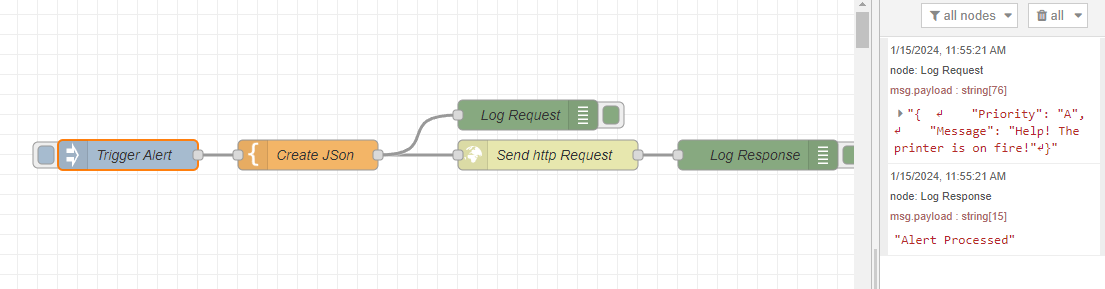 all nodes
all
1/15/2024, 11:55:21 AM
node: Log Request
msg.payload : string[76]
"{ ↵    "Priority": "A",
↵    "Message": "Help! The
printer is on fire!"↵}"
1/15/2024, 11:55:21 AM
node: Log Response
msg.payload : string[15]
"Alert Processed"
Log Request
Trigger Alert
{
Create JSon
Send http Request
Log Response